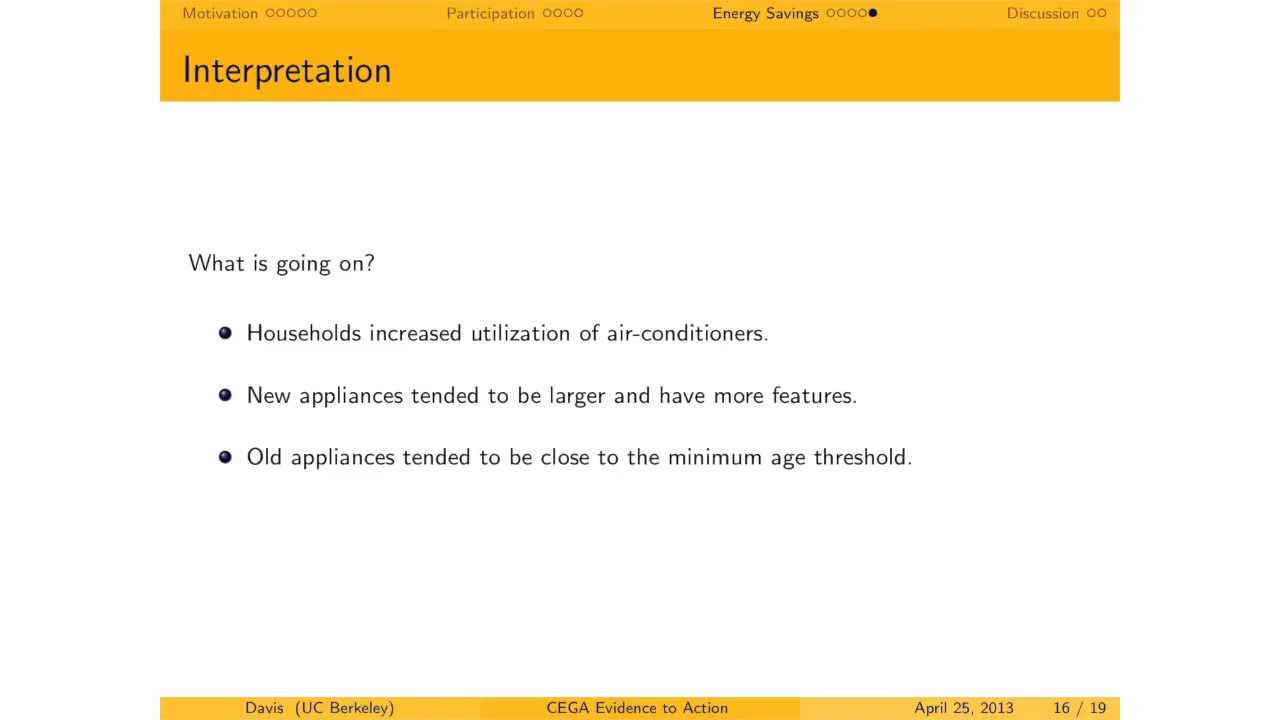 Motivation Participation Energy Savings Discussion
Interpretation
What is going on?
Households increased utilization of air-conditioners.
New appliances tended to be larger and have more features.
Old appliances tended to be close to the minimum age threshold.
Davis (UC Berkeley) CEGA Evidence to Action April 25, 2013 16 / 19